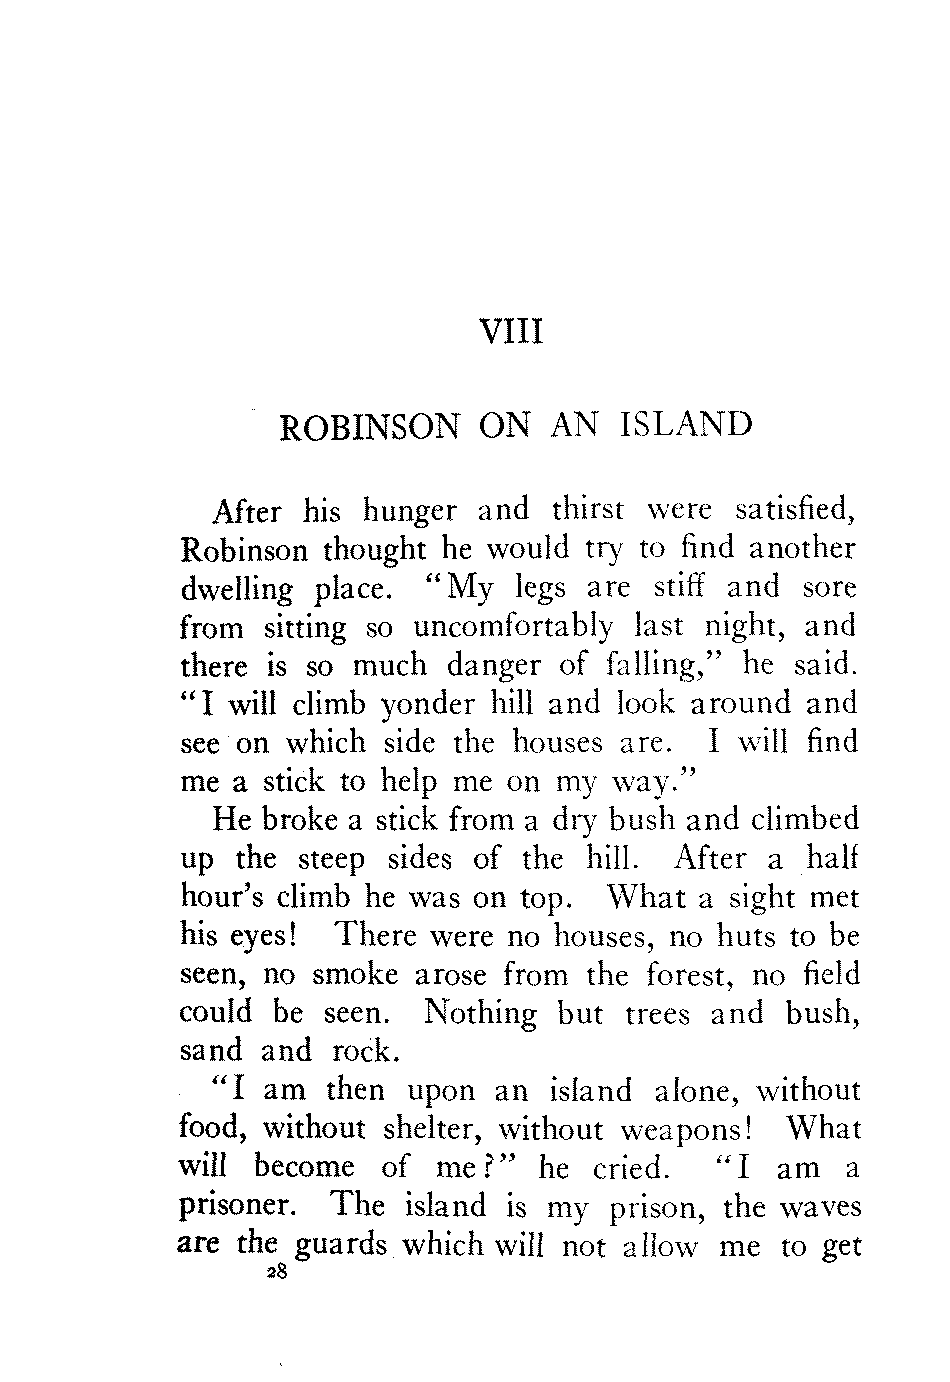 VIII
ROBINSON ON AN ISLAND
After his hunger and thirst were satisfied,
Robinson thought he would try to find another
dwelling place. “My legs are stiff and sore
from sitting so uncomfortably last night, and
there is so much danger of falling,” he said.
“I will climb yonder hill and look around and
see on which side the houses are. I will find
me a stick to help me on my way.”
He broke a stick from a dry bush and climbed
up the steep sides of the hill. After a half
hour's climb he was on top. What a sight met
his eyes! There were no houses, no huts to be
seen, no smoke arose from the forest, no field
could be seen. Nothing but trees and bush,
sand and rock.
“I am then upon an island alone, without
food, without shelter, without weapons! What
will become of me?” he cried. “I am a
prisoner. The island is my prison, the waves
are the guards which will not allow me to get
28